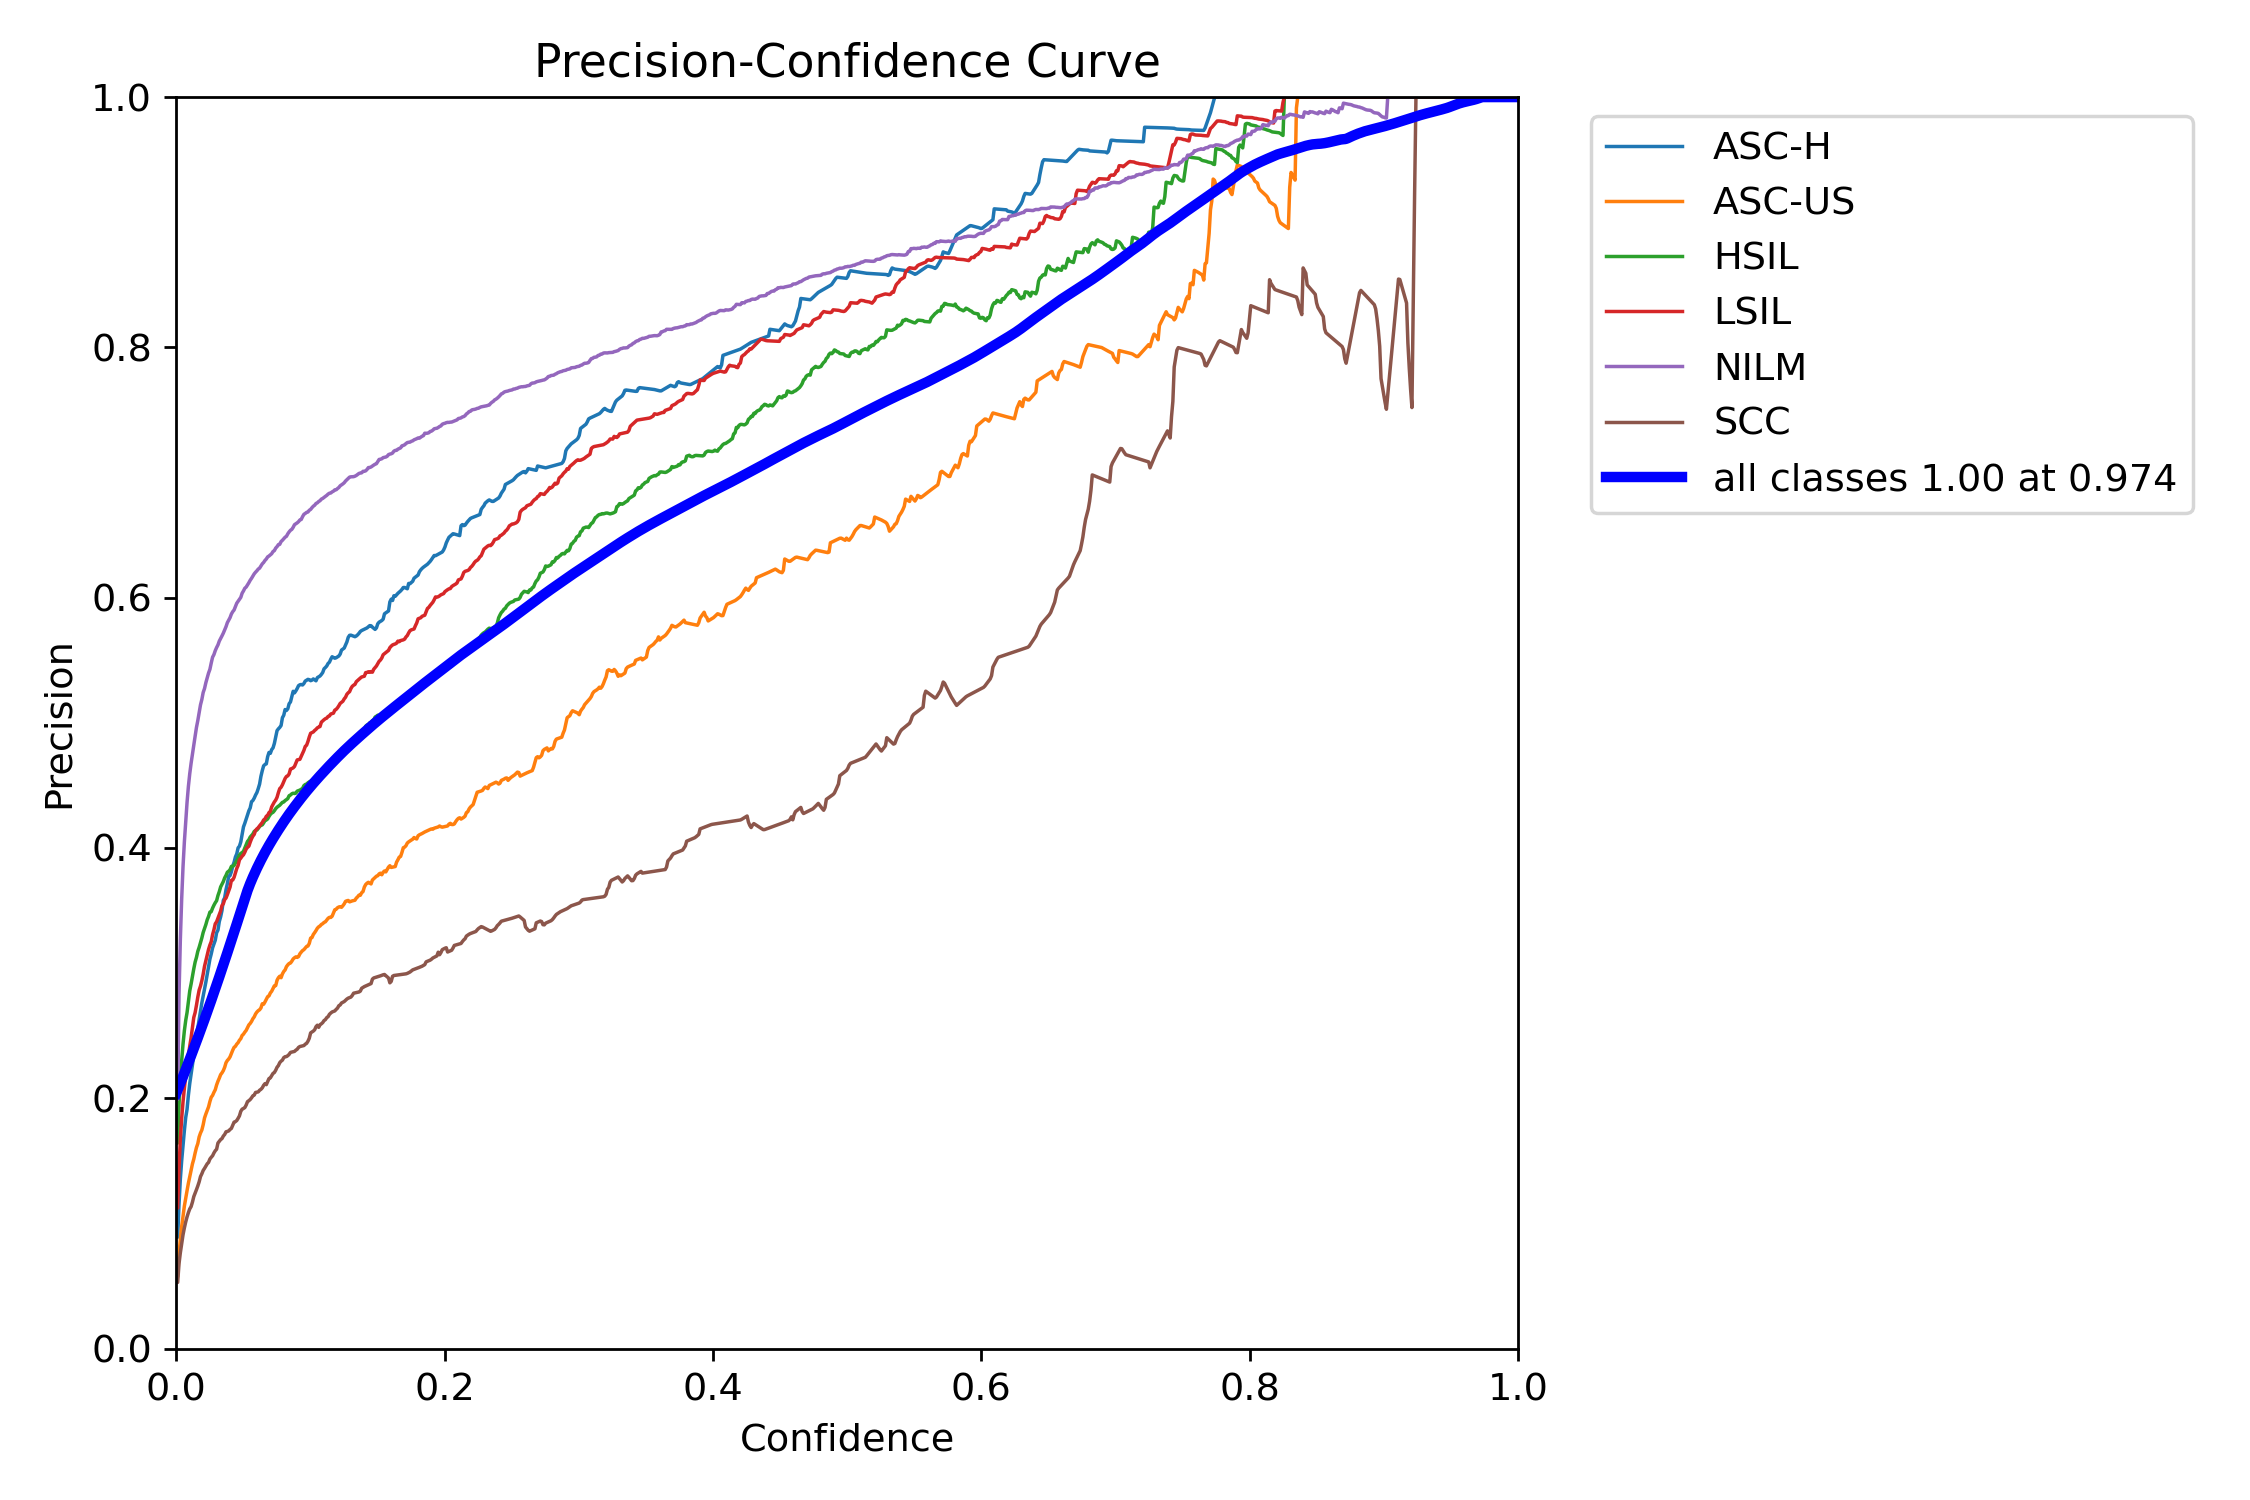 Precision-Confidence Curve
1.0
0.8
0.6
0.4
0.2
0.0
Precision
0.0 0.2 0.4 0.6 0.8 1.0
Confidence
ASC-H
ASC-US
HSIL
LSIL
NILM
SCC
all classes 1.00 at 0.974